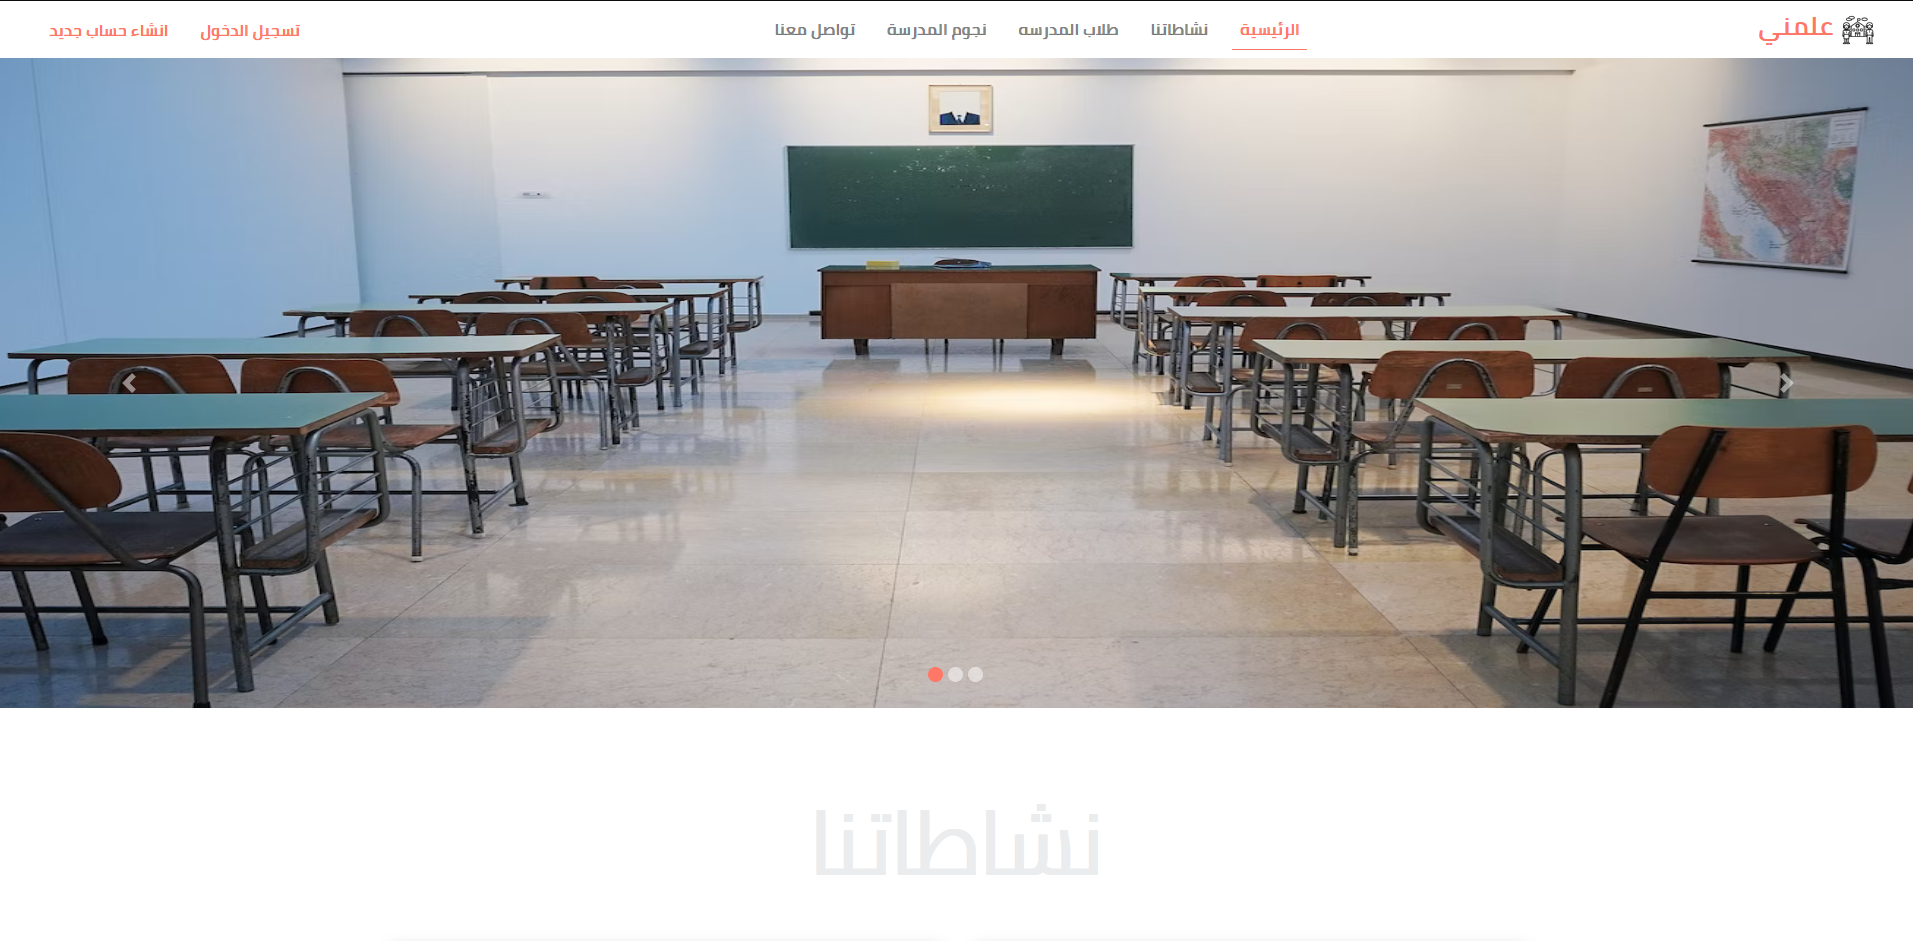 علمني
الرئيسية
نشاطاتنا
طلاب المدرسه
نجوم المدرسة
تواصل معنا
تسجيل الدخول
انشاء حساب جديد
نشاطاتنا